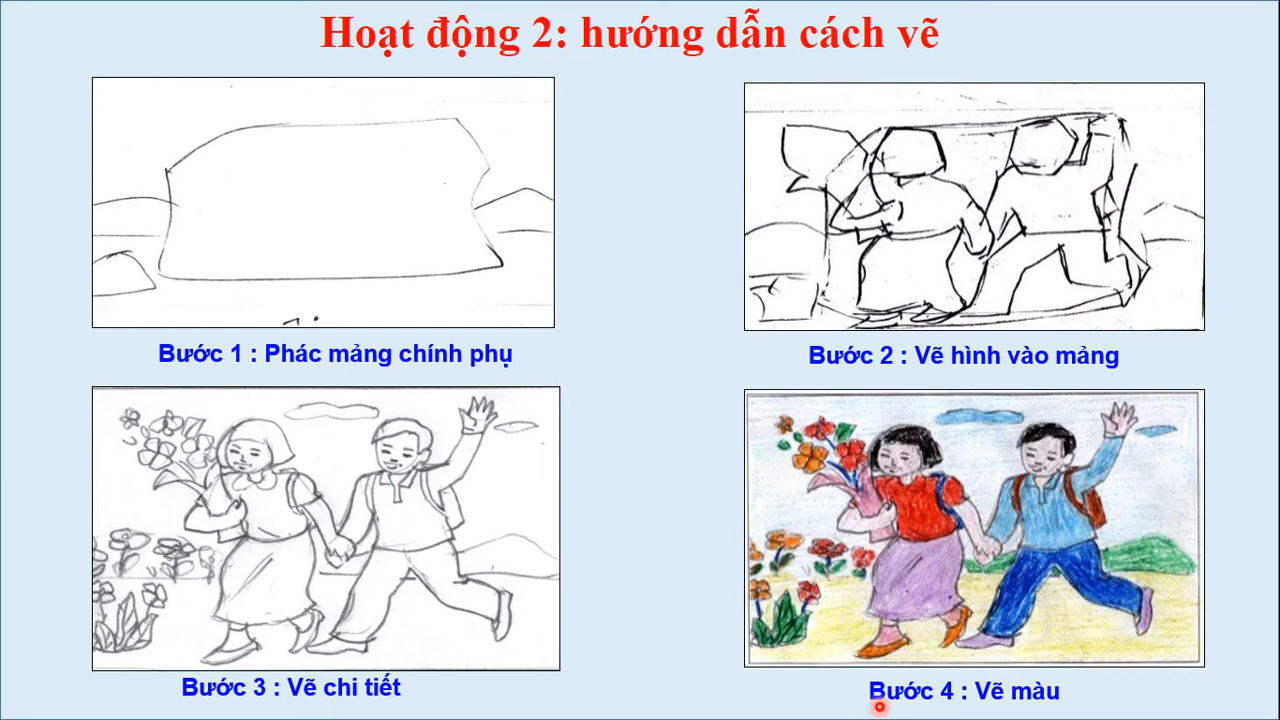 Hoạt động 2: hướng dẫn cách vẽ
Bước 1 : Phác mảng chính phụ
Bước 2 : Vẽ hình vào mảng
Bước 3 : Vẽ chi tiết
Bước 4 : Vẽ màu